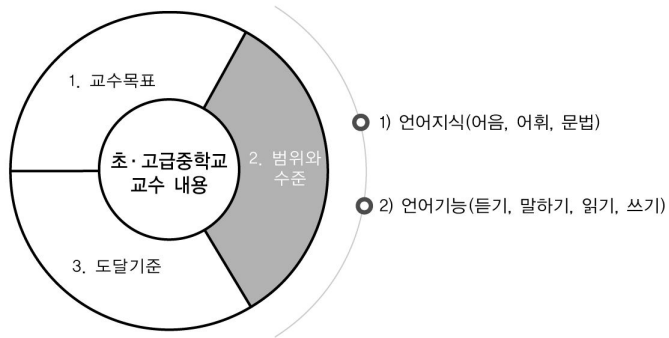 1. 교수목표
초·고급중학교
교수 내용
2. 범위와
수준
3. 도달기준
1) 언어지식(어음, 어휘, 문법)
2) 언어기능(듣기, 말하기, 읽기, 쓰기)